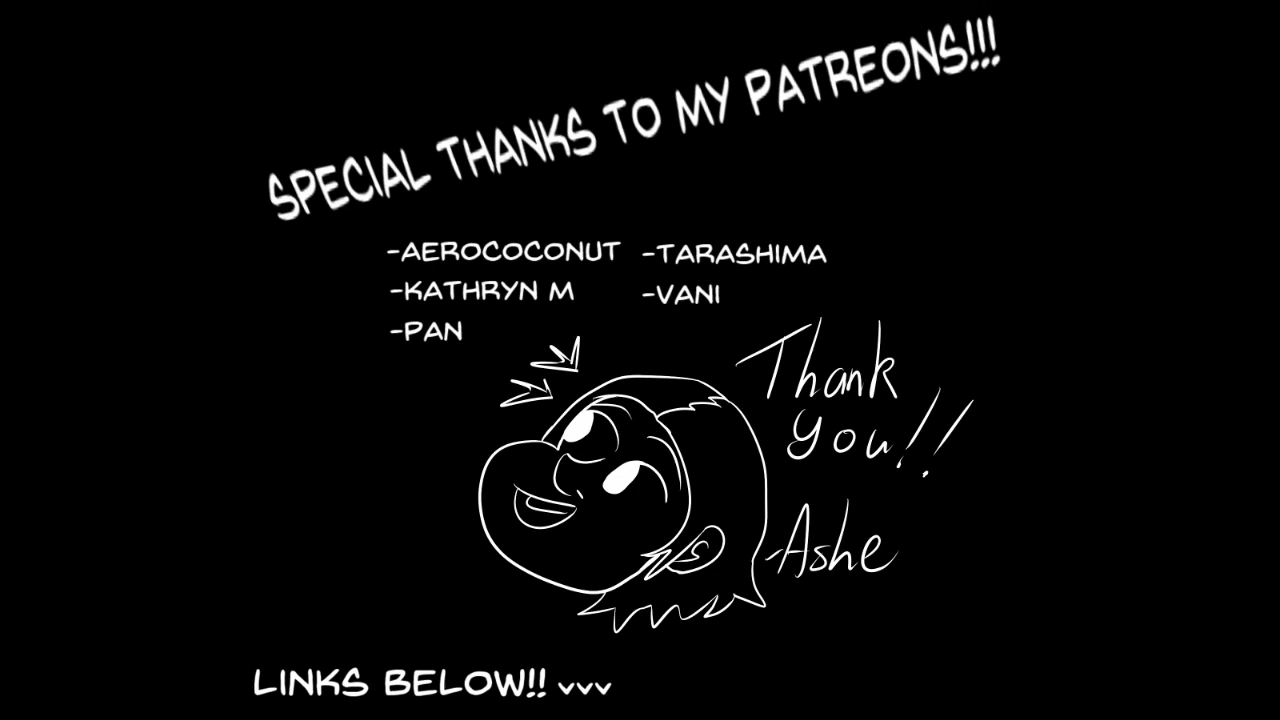 SPECIAL THANKS TO MY PATREONS!!!
-AEROCOCONUT -TARASHIMA
-KATHRYN M -VANI
-PAN
Thank
you!!
-Ashe
LINKS BELOW!! vvv